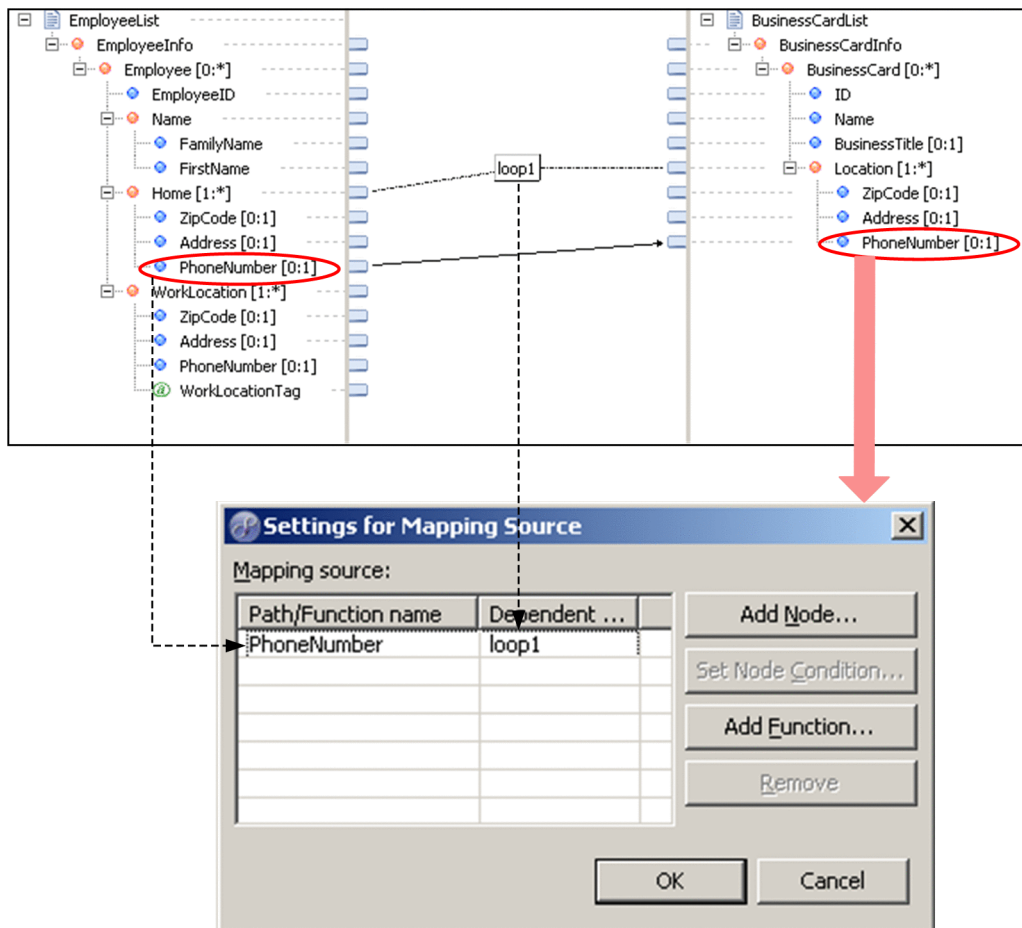 EmployeeList
EmployeeInfo
Employee [0:*]
EmployeeID
Name
FamilyName
FirstName
Home [1:*]
ZipCode [0:1]
Address [0:1]
PhoneNumber [0:1]
WorkLocation [1:*]
ZipCode [0:1]
Address [0:1]
PhoneNumber [0:1]
WorkLocationTag
loop1
BusinessCardList
BusinessCardInfo
BusinessCard [0:*]
ID
Name
BusinessTitle [0:1]
Location [1:*]
ZipCode [0:1]
Address [0:1]
PhoneNumber [0:1]
Settings for Mapping Source
Mapping source:
Path/Function name Dependent ...
PhoneNumber loop1
Add Node...
Set Node Condition...
Add Function...
Remove
OK Cancel